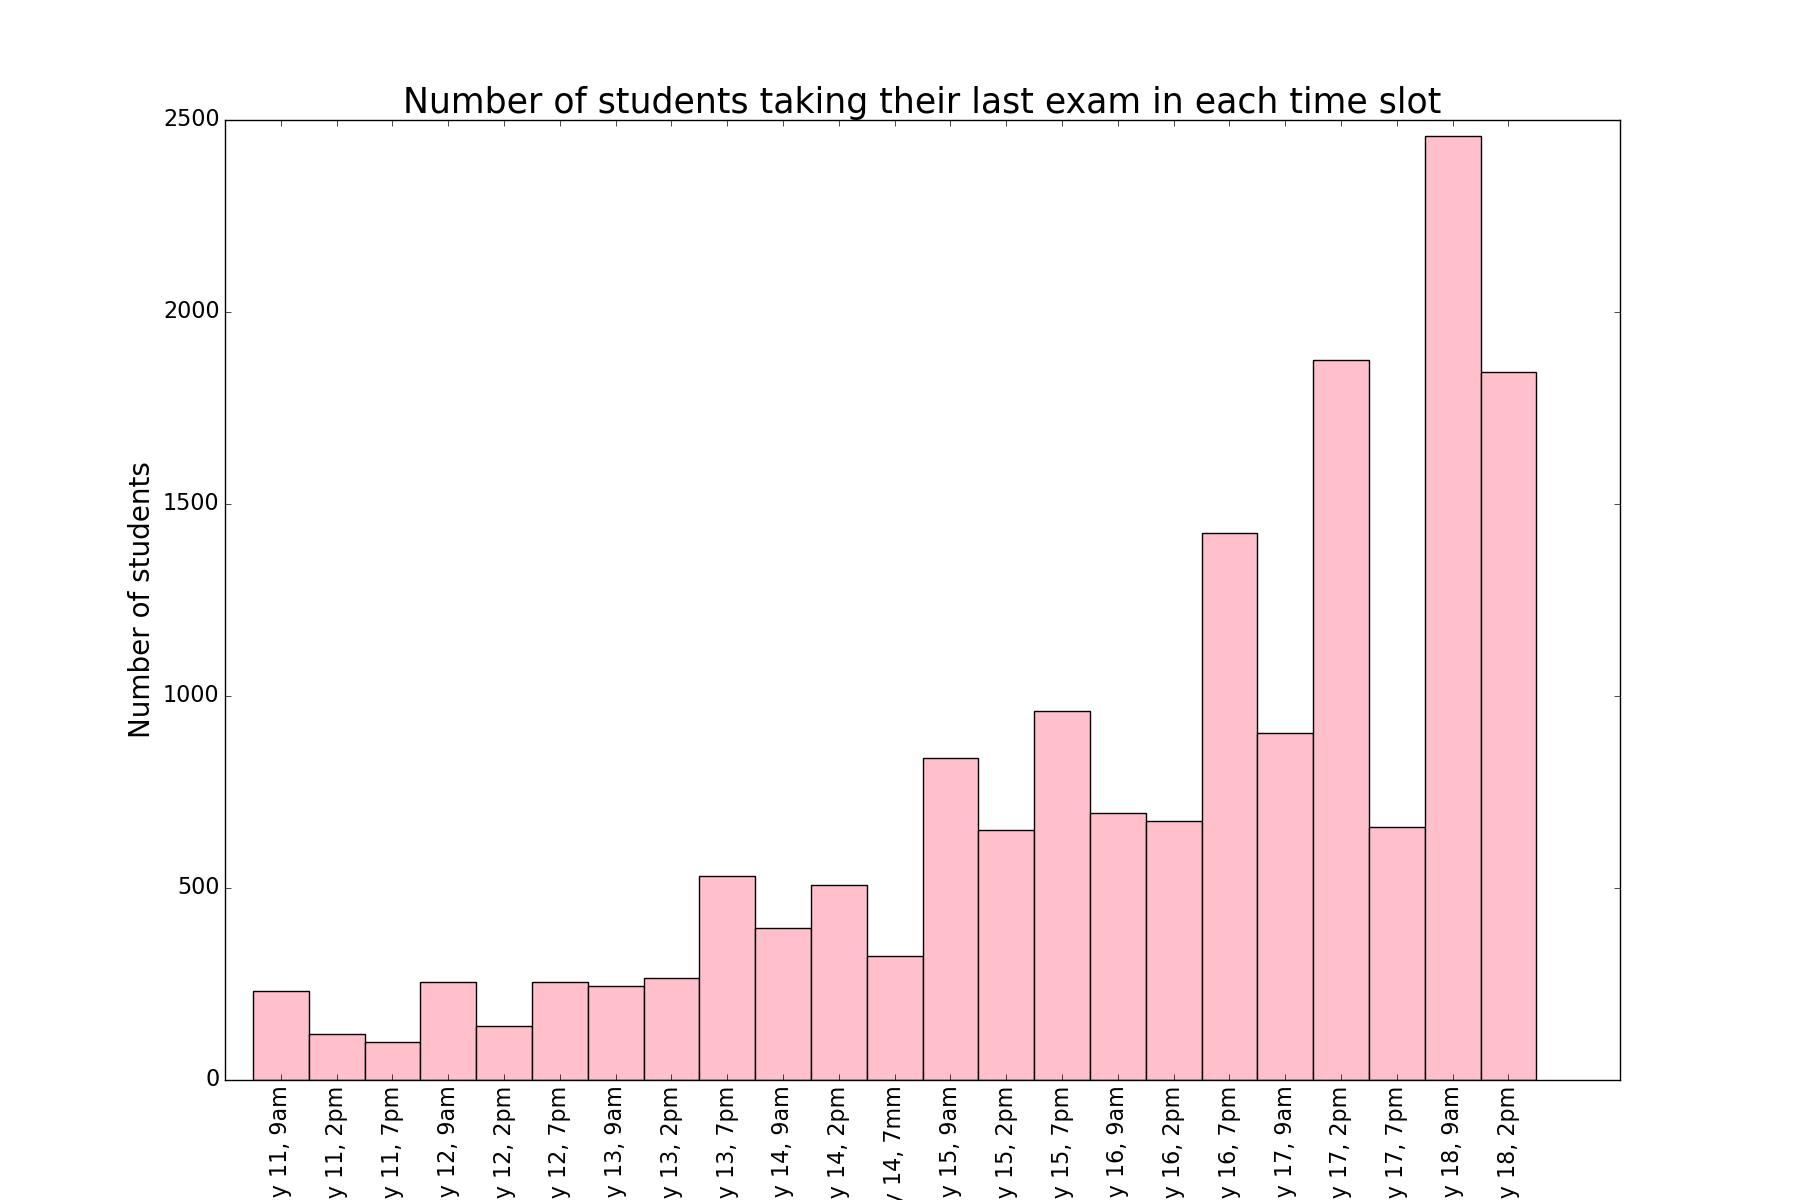 Number of students taking their last exam in each time slot
Number of students
2500
2000
1500
1000
500
0
y 11, 9am
y 11, 2pm
y 11, 7pm
y 12, 9am
y 12, 2pm
y 12, 7pm
y 13, 9am
y 13, 2pm
y 13, 7pm
y 14, 9am
y 14, 2pm
y 14, 7mm
y 15, 9am
y 15, 2pm
y 15, 7pm
y 16, 9am
y 16, 2pm
y 16, 7pm
y 17, 9am
y 17, 2pm
y 17, 7pm
y 18, 9am
y 18, 2pm